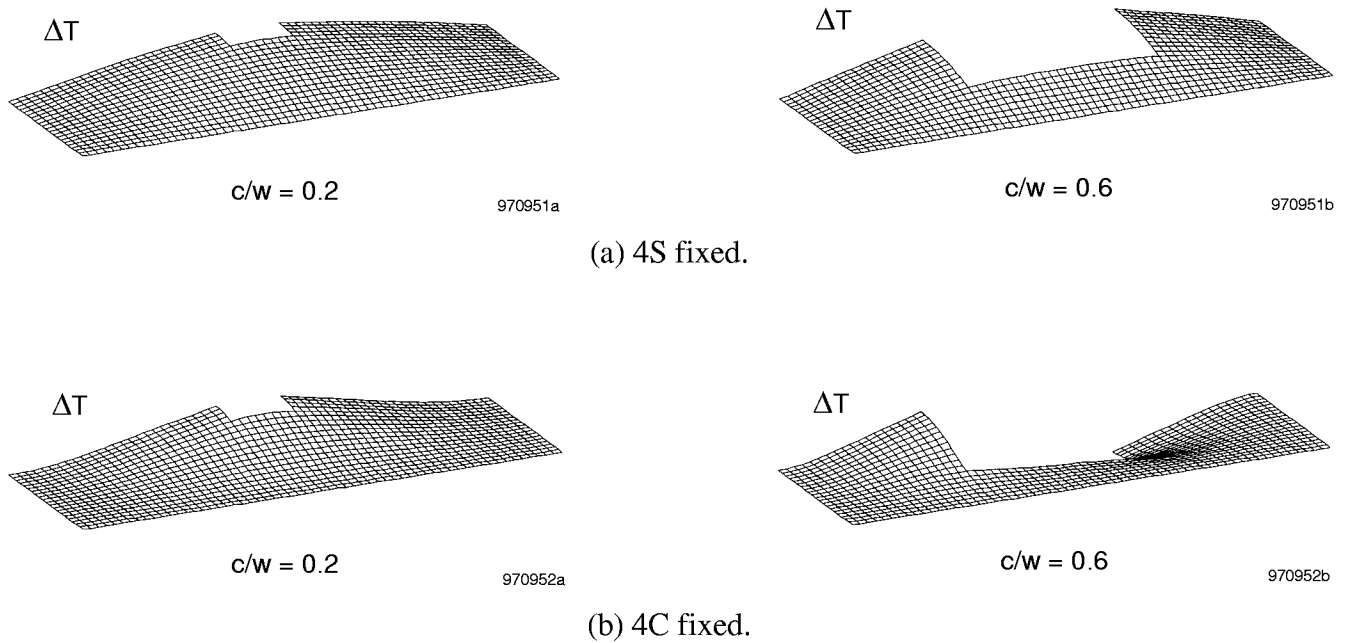 ΔT
ΔT
c/w = 0.2
970951a
c/w = 0.6
970951b
(a) 4S fixed.
ΔT
ΔT
c/w = 0.2
970952a
c/w = 0.6
970952b
(b) 4C fixed.